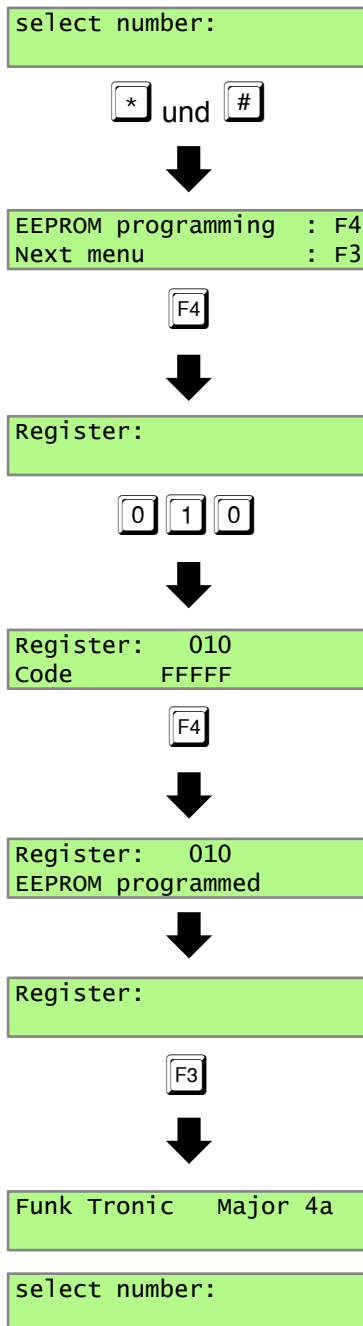 select number:
* und #
EEPROM programming : F4
Next menu : F3
F4
Register:
0 1 0
Register: 010
Code FFFFF
F4
Register: 010
EEPROM programmed
Register:
F3
Funk Tronic Major 4a
select number: